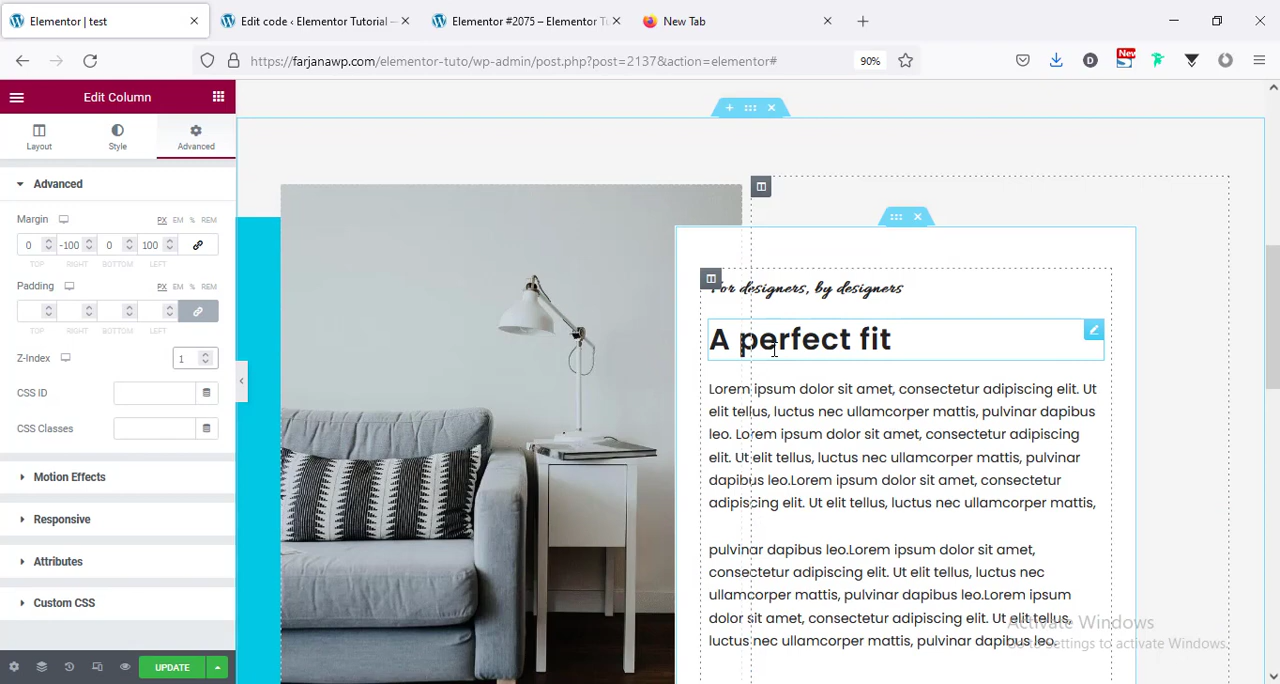 Elementor | test
Edit code ‹ Elementor Tutorial —
Elementor #2075 – Elementor Tu
New Tab
https://farjanawp.com/elementor-tuto/wp-admin/post.php?post=2137&action=elementor#
90%
New
Edit Column
Layout
Style
Advanced
Advanced
Margin
PX EM % REM
0 -100 0 100
TOP RIGHT BOTTOM LEFT
Padding
PX EM % REM
TOP RIGHT BOTTOM LEFT
Z-Index
1
CSS ID
CSS Classes
Motion Effects
Responsive
Attributes
Custom CSS
UPDATE
For designers, by designers
A perfect fit
Lorem ipsum dolor sit amet, consectetur adipiscing elit. Ut
elit tellus, luctus nec ullamcorper mattis, pulvinar dapibus
leo. Lorem ipsum dolor sit amet, consectetur adipiscing
elit. Ut elit tellus, luctus nec ullamcorper mattis, pulvinar
dapibus leo.Lorem ipsum dolor sit amet, consectetur
adipiscing elit. Ut elit tellus, luctus nec ullamcorper mattis,
pulvinar dapibus leo.Lorem ipsum dolor sit amet,
consectetur adipiscing elit. Ut elit tellus, luctus nec
ullamcorper mattis, pulvinar dapibus leo.Lorem ipsum
dolor sit amet, consectetur adipiscing elit. Ut elit tellus,
luctus nec ullamcorper mattis, pulvinar dapibus leo.
Activate Windows
Go to Settings to activate Windows.